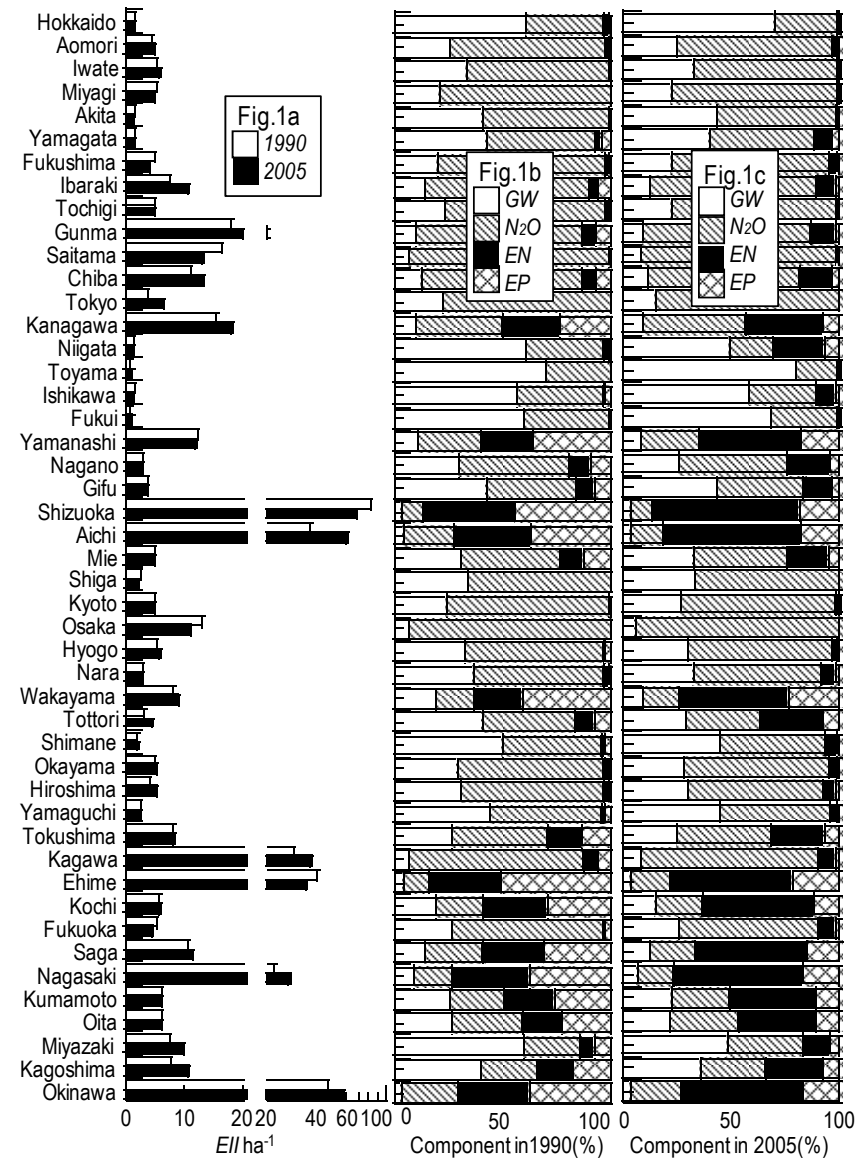 Hokkaido
Aomori
Iwate
Miyagi
Akita
Yamagata
Fukushima
Ibaraki
Tochigi
Gunma
Saitama
Chiba
Tokyo
Kanagawa
Niigata
Toyama
Ishikawa
Fukui
Yamanashi
Nagano
Gifu
Shizuoka
Aichi
Mie
Shiga
Kyoto
Osaka
Hyogo
Nara
Wakayama
Tottori
Shimane
Okayama
Hiroshima
Yamaguchi
Tokushima
Kagawa
Ehime
Kochi
Fukuoka
Saga
Nagasaki
Kumamoto
Oita
Miyazaki
Kagoshima
Okinawa
Fig.1a
1990
2005
0 10 20 20 40 60 100
EII ha-1
Fig.1b
GW
N2O
EN
EP
0 50 100
Component in 1990(%)
Fig.1c
GW
N2O
EN
EP
0 50 100
Component in 2005(%)